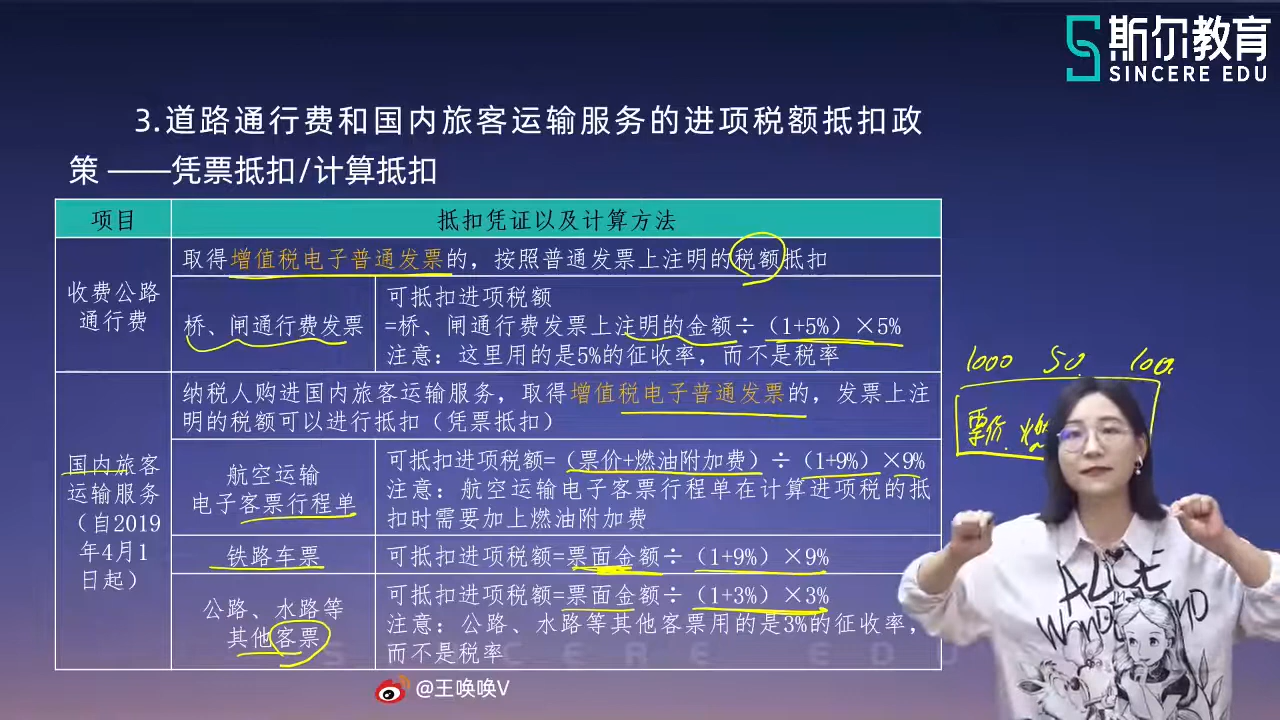 斯尔教育
SINCERE EDU
3.道路通行费和国内旅客运输服务的进项税额抵扣政
策 ——凭票抵扣/计算抵扣
项目
抵扣凭证以及计算方法
收费公路
通行费
取得增值税电子普通发票的，按照普通发票上注明的税额抵扣
桥、闸通行费发票
可抵扣进项税额
=桥、闸通行费发票上注明的金额÷（1+5%）×5%
注意：这里用的是5%的征收率，而不是税率
国内旅客
运输服务
（自2019
年4月1
日起）
纳税人购进国内旅客运输服务，取得增值税电子普通发票的，发票上注
明的税额可以进行抵扣（凭票抵扣）
航空运输
电子客票行程单
可抵扣进项税额=（票价+燃油附加费）÷（1+9%）×9%
注意：航空运输电子客票行程单在计算进项税的抵
扣时需要加上燃油附加费
铁路车票
可抵扣进项税额=票面金额÷（1+9%）×9%
公路、水路等
其他客票
可抵扣进项税额=票面金额÷（1+3%）×3%
注意：公路、水路等其他客票用的是3%的征收率，
而不是税率
1000 50 100
票价 燃
SINCERE EDU
@王唤唤V